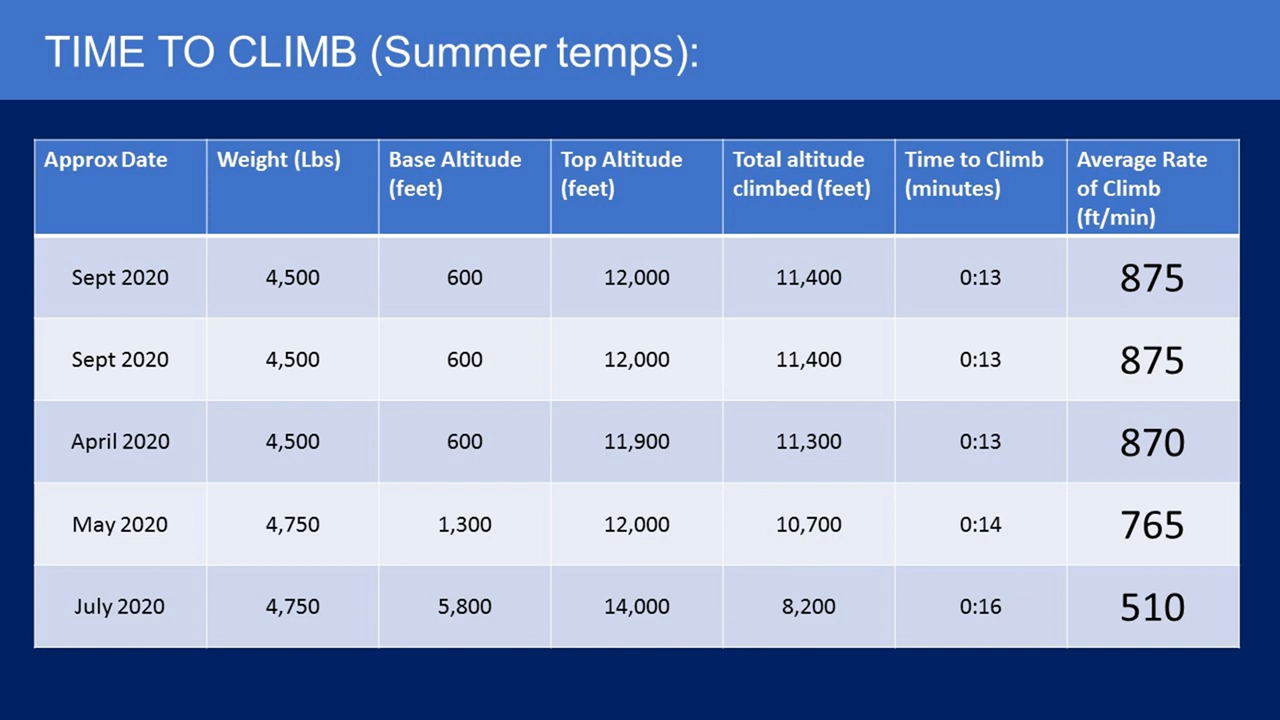 TIME TO CLIMB (Summer temps):
Approx Date Weight (Lbs) Base Altitude (feet) Top Altitude (feet) Total altitude climbed (feet) Time to Climb (minutes) Average Rate of Climb (ft/min)
Sept 2020 4,500 600 12,000 11,400 0:13 875
Sept 2020 4,500 600 12,000 11,400 0:13 875
April 2020 4,500 600 11,900 11,300 0:13 870
May 2020 4,750 1,300 12,000 10,700 0:14 765
July 2020 4,750 5,800 14,000 8,200 0:16 510